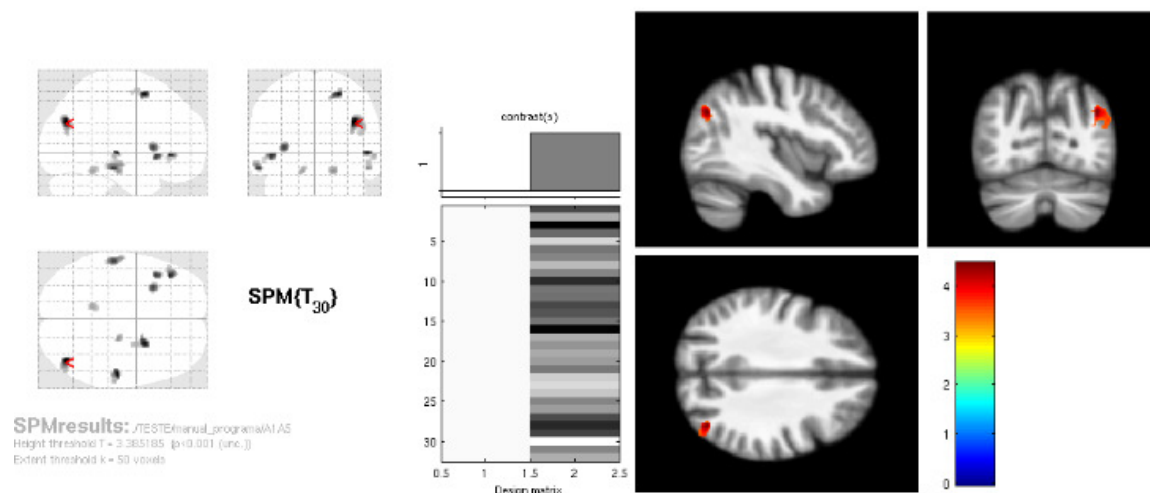 SPM{T30}
SPMresults: ./TESTE/manual_programa/A1A5
Height threshold T = 3.385185 {p<0.001 (unc.)}
Extent threshold k = 50 voxels
contrast(s)
1
5
10
15
20
25
30
0.5 1 1.5 2 2.5
Design matrix
4
3
2
1
0